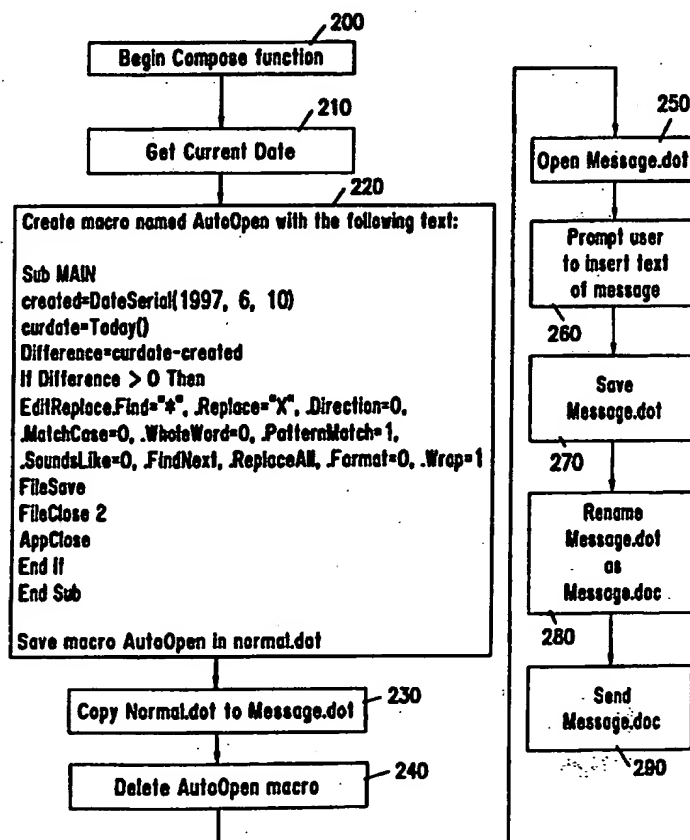 200
Begin Compose function
210
Get Current Date
220
Create macro named AutoOpen with the following text:
Sub MAIN
created=DateSerial(1997, 6, 10)
curdate=Today()
Difference=curdate-created
If Difference > 0 Then
EditReplace.Find="*", .Replace="X", .Direction=0,
.MatchCase=0, .WholeWord=0, .PatternMatch=1,
.SoundsLike=0, .FindNext, .ReplaceAll, .Format=0, .Wrap=1
FileSave
FileClose 2
AppClose
End If
End Sub
Save macro AutoOpen in normal.dot
Copy Normal.dot to Message.dot
230
Delete AutoOpen macro
240
250
Open Message.dot
Prompt user
to insert text
of message
260
Save
Message.dot
270
Rename
Message.dot
as
Message.doc
280
Send
Message.doc
290